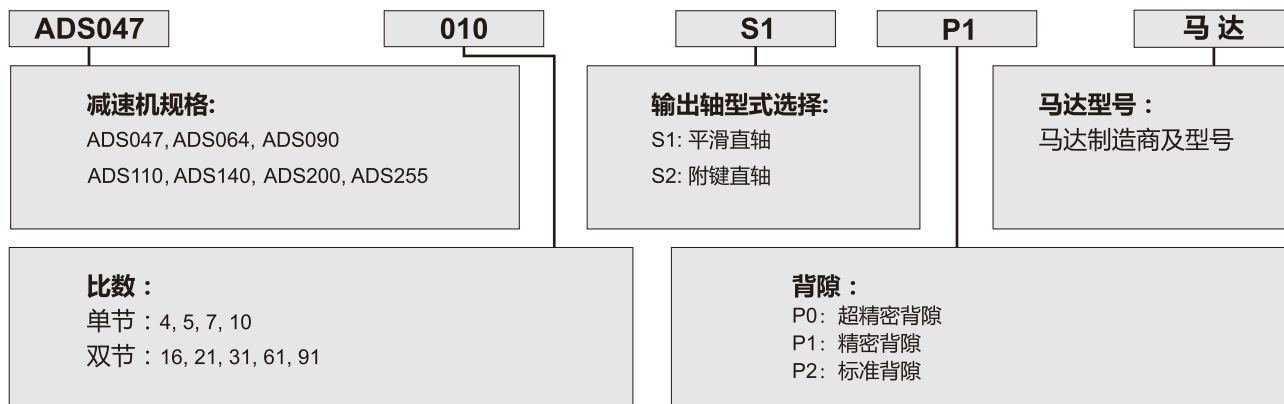 ADS047 010 S1 P1 马达
减速机规格:
ADS047, ADS064, ADS090
ADS110, ADS140, ADS200, ADS255
输出轴型式选择:
S1: 平滑直轴
S2: 附键直轴
马达型号：
马达制造商及型号
比数：
单节：4, 5, 7, 10
双节：16, 21, 31, 61, 91
背隙：
P0：超精密背隙
P1：精密背隙
P2：标准背隙